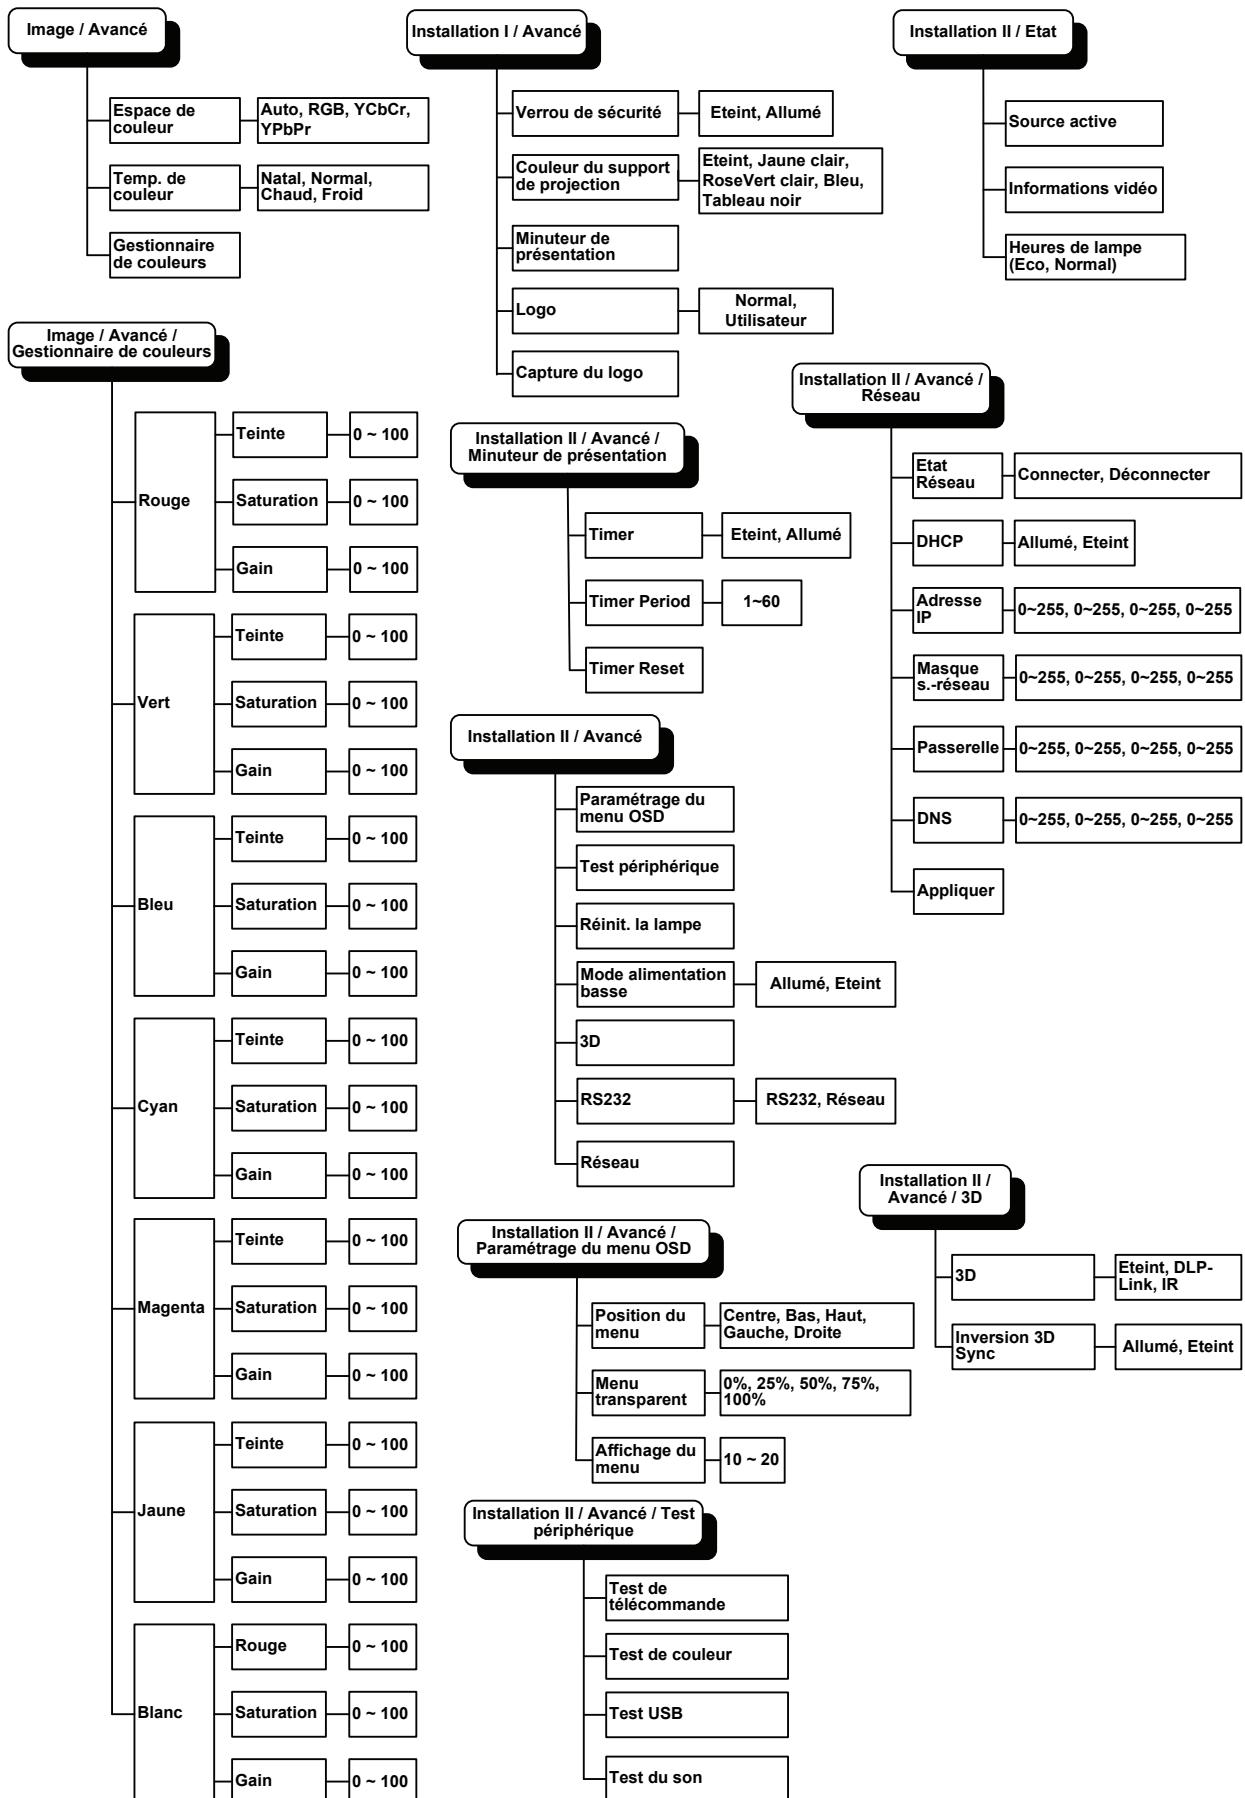 Image / Avancé
Espace de
couleur
Auto, RGB, YCbCr,
YPbPr
Temp. de
couleur
Natal, Normal,
Chaud, Froid
Gestionnaire
de couleurs
Installation I / Avancé
Verrou de sécurité
Eteint, Allumé
Couleur du support
de projection
Eteint, Jaune clair,
RoseVert clair, Bleu,
Tableau noir
Minuteur de
présentation
Logo
Normal,
Utilisateur
Capture du logo
Installation II / Etat
Source active
Informations vidéo
Heures de lampe
(Eco, Normal)
Image / Avancé /
Gestionnaire de couleurs
Rouge
Teinte
0 ~ 100
Saturation
0 ~ 100
Gain
0 ~ 100
Vert
Teinte
0 ~ 100
Saturation
0 ~ 100
Gain
0 ~ 100
Bleu
Teinte
0 ~ 100
Saturation
0 ~ 100
Gain
0 ~ 100
Cyan
Teinte
0 ~ 100
Saturation
0 ~ 100
Gain
0 ~ 100
Magenta
Teinte
0 ~ 100
Saturation
0 ~ 100
Gain
0 ~ 100
Jaune
Teinte
0 ~ 100
Saturation
0 ~ 100
Gain
0 ~ 100
Blanc
Rouge
0 ~ 100
Saturation
0 ~ 100
Gain
0 ~ 100
Installation II / Avancé /
Minuteur de présentation
Timer
Eteint, Allumé
Timer Period
1~60
Timer Reset
Installation II / Avancé
Paramétrage du
menu OSD
Test périphérique
Réinit. la lampe
Mode alimentation
basse
Allumé, Eteint
3D
RS232
RS232, Réseau
Réseau
Installation II / Avancé /
Paramétrage du menu OSD
Position du
menu
Centre, Bas, Haut,
Gauche, Droite
Menu
transparent
0%, 25%, 50%, 75%,
100%
Affichage du
menu
10 ~ 20
Installation II / Avancé / Test
périphérique
Test de
télécommande
Test de couleur
Test USB
Test du son
Installation II / Avancé /
Réseau
Etat
Réseau
Connecter, Déconnecter
DHCP
Allumé, Eteint
Adresse
IP
0~255, 0~255, 0~255, 0~255
Masque
s.-réseau
0~255, 0~255, 0~255, 0~255
Passerelle
0~255, 0~255, 0~255, 0~255
DNS
0~255, 0~255, 0~255, 0~255
Appliquer
Installation II /
Avancé / 3D
3D
Eteint, DLP-
Link, IR
Inversion 3D
Sync
Allumé, Eteint